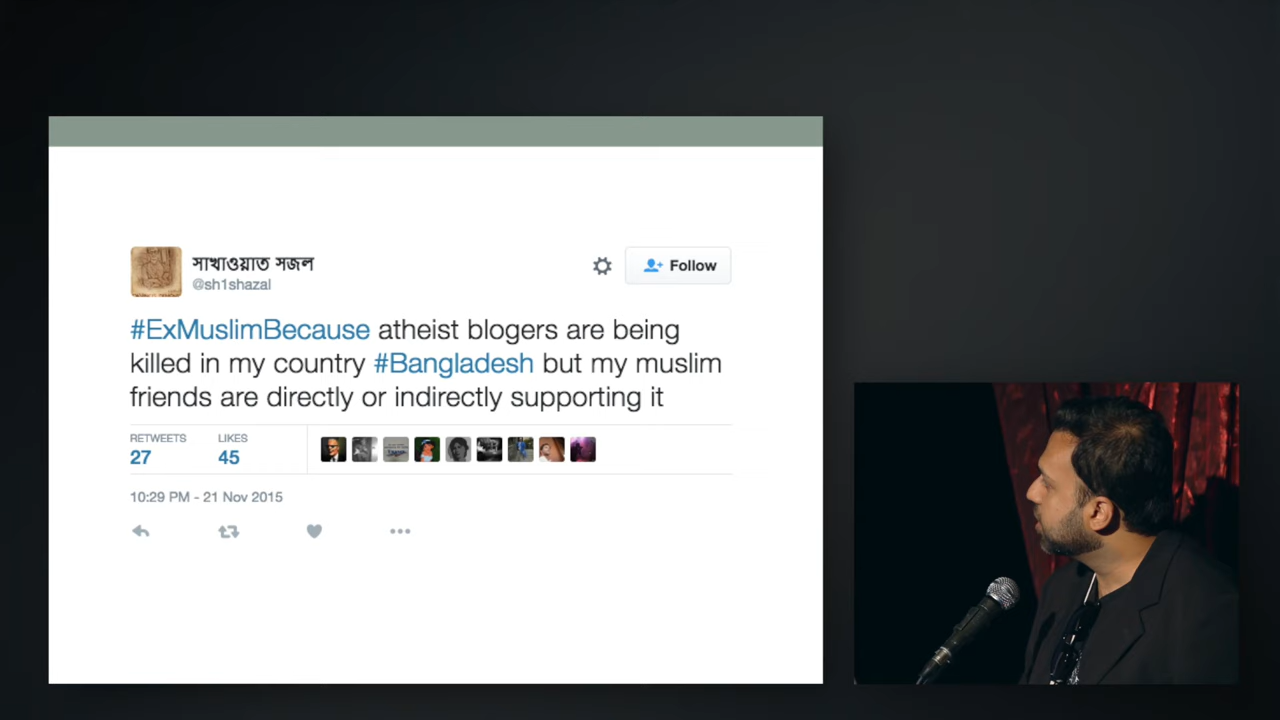 সাখাওয়াত সজল
@sh1shazal
Follow
#ExMuslimBecause atheist blogers are being
killed in my country #Bangladesh but my muslim
friends are directly or indirectly supporting it
RETWEETS LIKES
27 45
10:29 PM - 21 Nov 2015